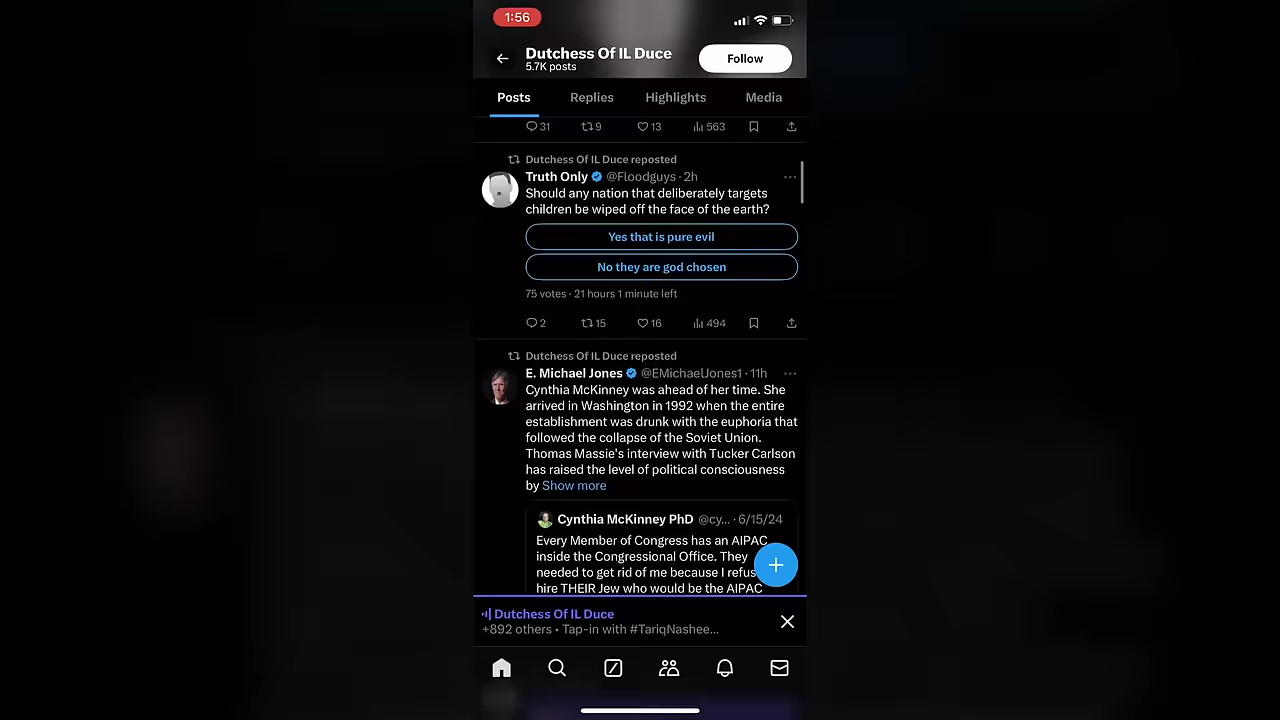 1:56
Dutchess Of IL Duce
5.7K posts
Follow
Posts
Replies
Highlights
Media
31
9
13
563
Dutchess Of IL Duce reposted
Truth Only @Floodguys · 2h
Should any nation that deliberately targets
children be wiped off the face of the earth?
Yes that is pure evil
No they are god chosen
75 votes · 21 hours 1 minute left
2
15
16
494
Dutchess Of IL Duce reposted
E. Michael Jones @EMichaelJones1 · 11h
Cynthia McKinney was ahead of her time. She
arrived in Washington in 1992 when the entire
establishment was drunk with the euphoria that
followed the collapse of the Soviet Union.
Thomas Massie's interview with Tucker Carlson
has raised the level of political consciousness
by Show more
Cynthia McKinney PhD @cy... · 6/15/24
Every Member of Congress has an AIPAC
inside the Congressional Office. They
needed to get rid of me because I
hire THEIR Jew who would be the AIPAC
Dutchess Of IL Duce
+892 others • Tap-in with #TariqNashee...